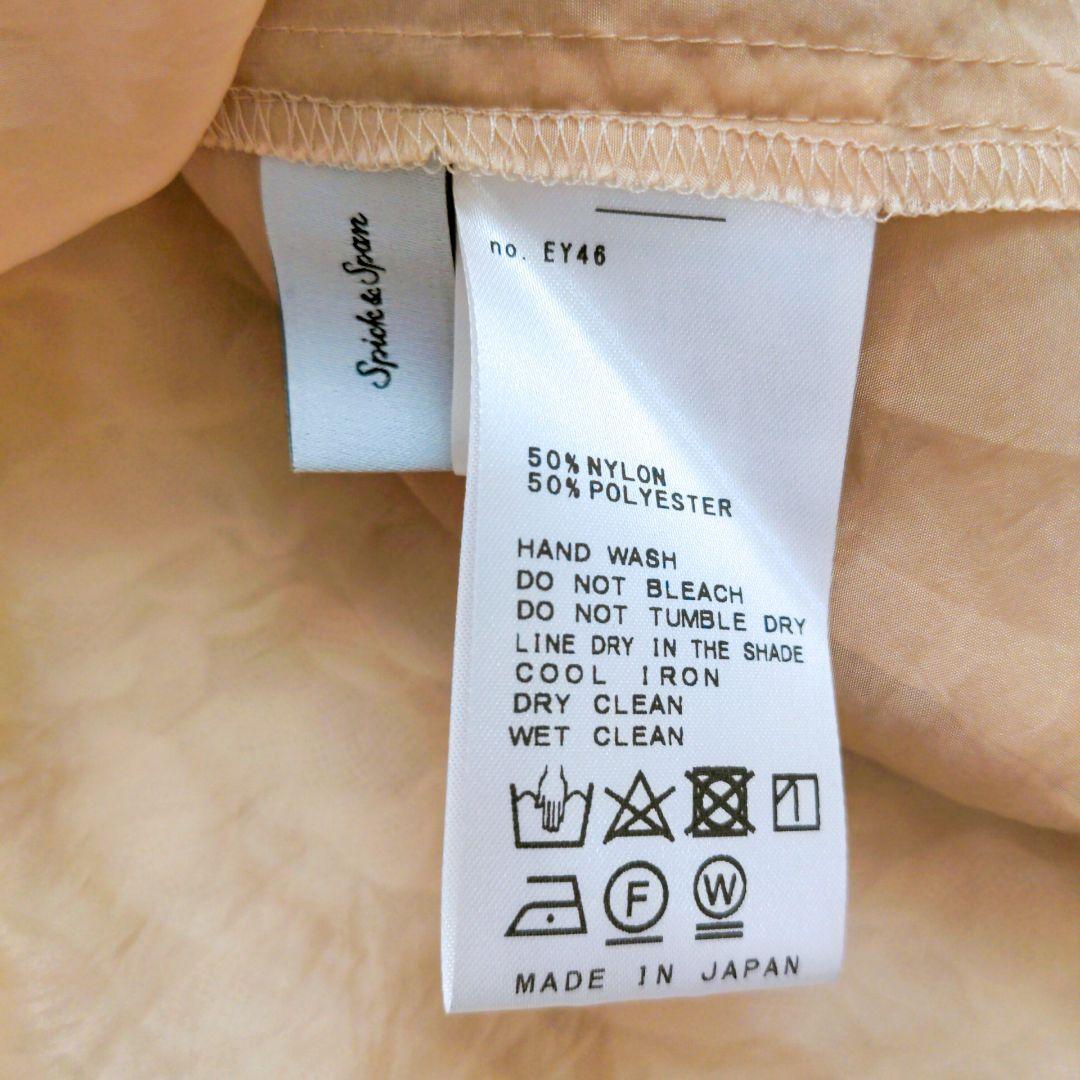 Spick & Span
no. EY46
50% NYLON
50% POLYESTER
HAND WASH
DO NOT BLEACH
DO NOT TUMBLE DRY
LINE DRY IN THE SHADE
COOL IRON
DRY CLEAN
WET CLEAN
F W
MADE IN JAPAN